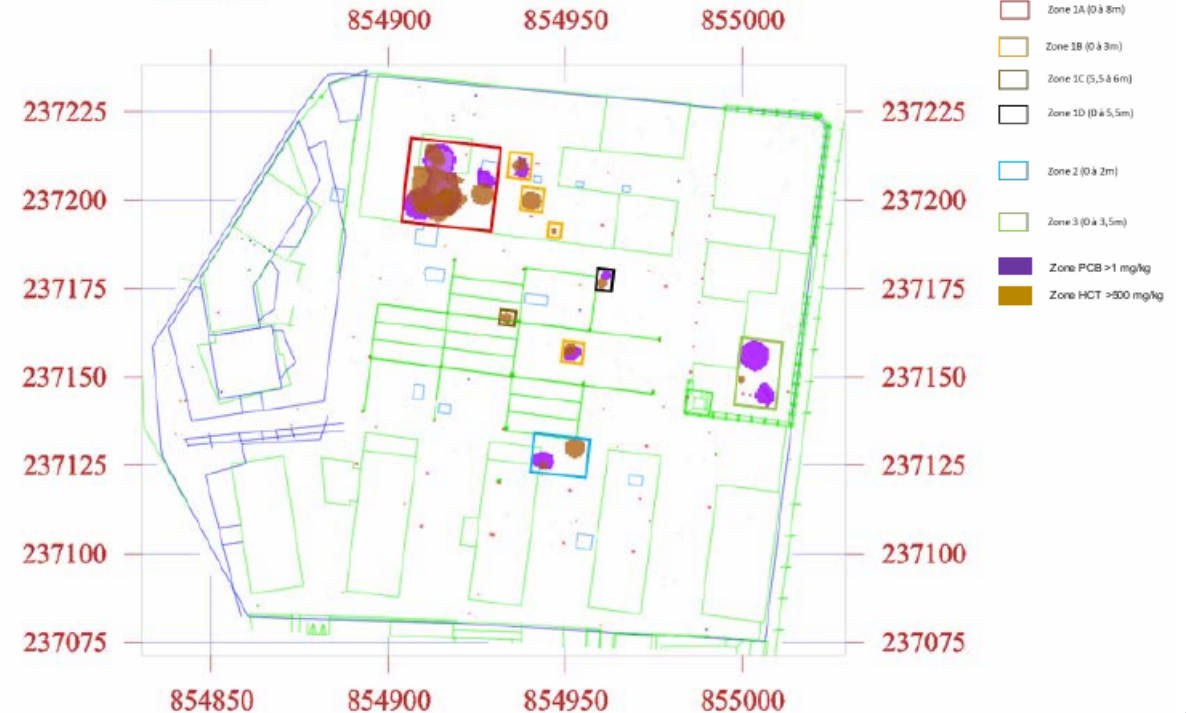 854900 854950 855000
Zone 1A (0 à 8m)
Zone 1B (0 à 3m)
Zone 1C (5,5 à 6m)
Zone 1D (0 à 5,5m)
237225 237225
Zone 2 (0 à 2m)
237200 237200
Zone 3 (0 à 3,5m)
Zone PCB >1 mg/kg
237175 237175
Zone HCT >500 mg/kg
237150 237150
237125 237125
237100 237100
237075 237075
854850 854900 854950 855000